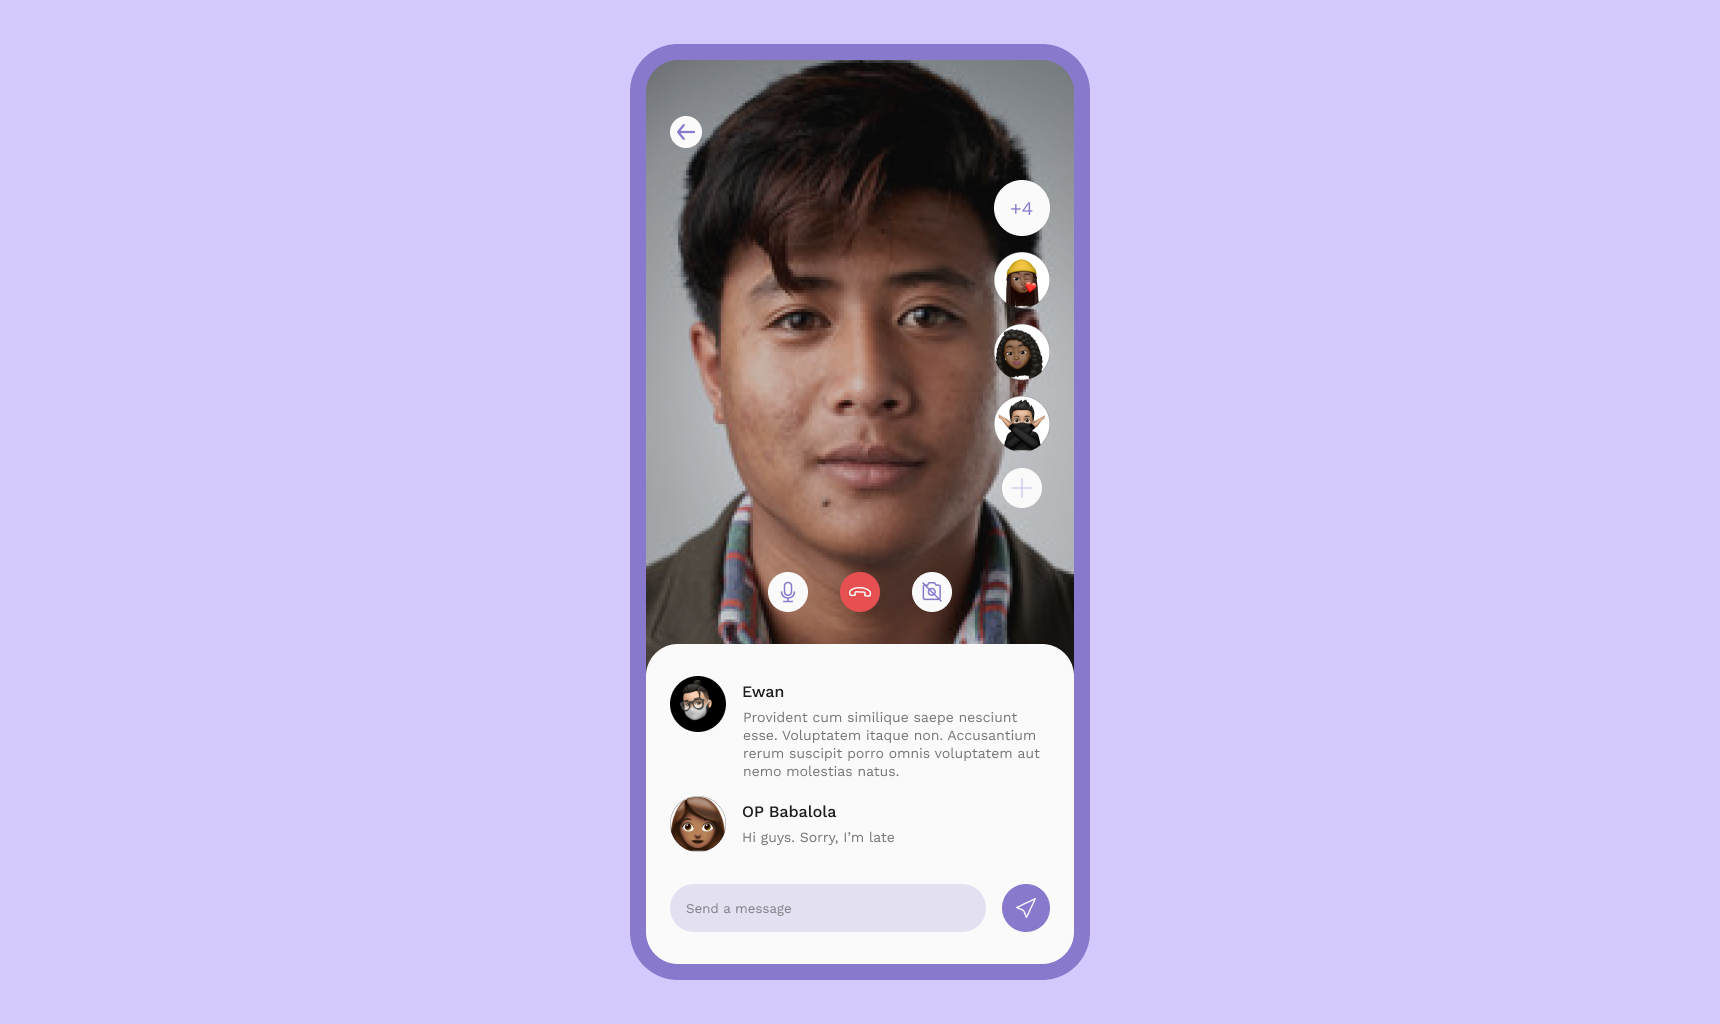 +4
Ewan
Provident cum similique saepe nesciunt
esse. Voluptatem itaque non. Accusantium
rerum suscipit porro omnis voluptatem aut
nemo molestias natus.
OP Babalola
Hi guys. Sorry, I’m late
Send a message